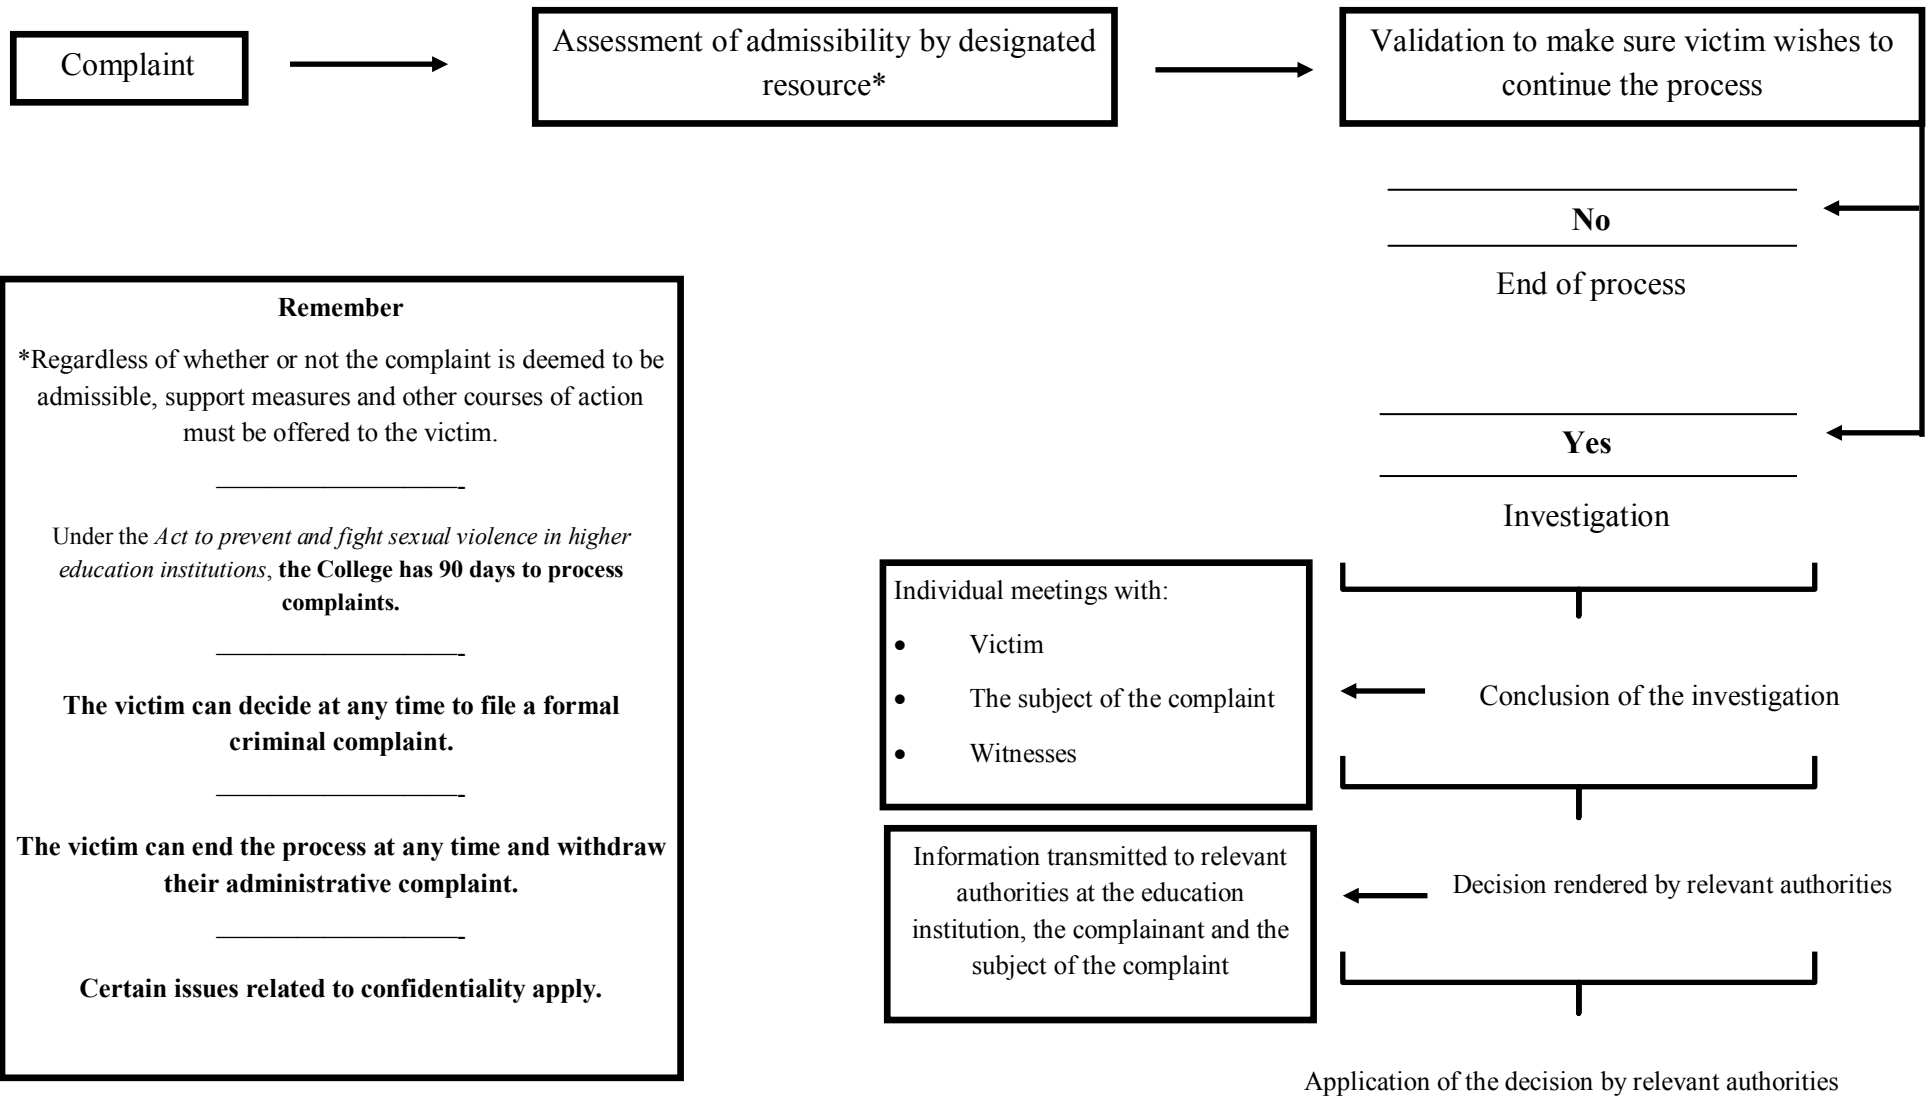 Complaint
Assessment of admissibility by designated
resource*
Validation to make sure victim wishes to
continue the process
No
End of process
Yes
Investigation
Remember
*Regardless of whether or not the complaint is deemed to be
admissible, support measures and other courses of action
must be offered to the victim.
Under the Act to prevent and fight sexual violence in higher
education institutions, the College has 90 days to process
complaints.
The victim can decide at any time to file a formal
criminal complaint.
The victim can end the process at any time and withdraw
their administrative complaint.
Certain issues related to confidentiality apply.
Individual meetings with:
• Victim
• The subject of the complaint
• Witnesses
Conclusion of the investigation
Information transmitted to relevant
authorities at the education
institution, the complainant and the
subject of the complaint
Decision rendered by relevant authorities
Application of the decision by relevant authorities